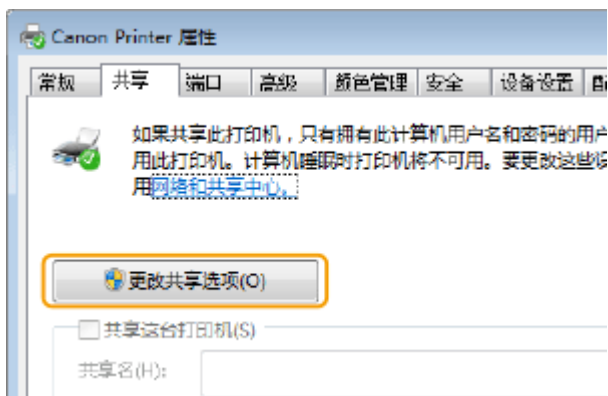 Canon Printer 属性
常规 共享 端口 高级 颜色管理 安全 设备设置
如果共享此打印机，只有拥有此计算机用户名和密码的用户
用此打印机。计算机睡眠时打印机将不可用。要更改这些
用网络和共享中心。
更改共享选项(O)
共享这台打印机(S)
共享名(H):